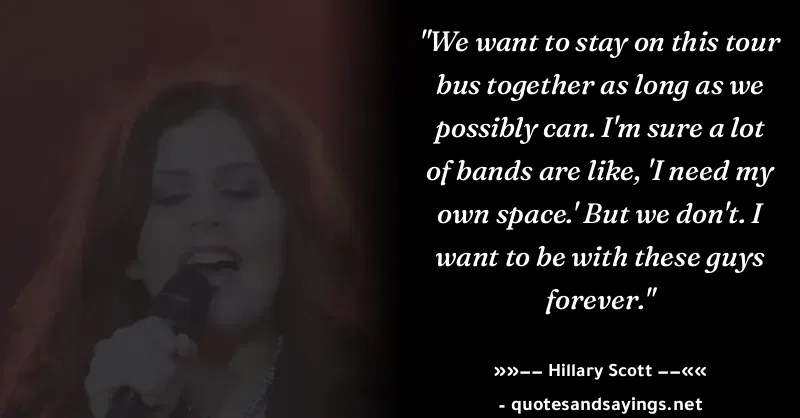 "We want to stay on this tour
bus together as long as we
possibly can. I'm sure a lot
of bands are like, 'I need my
own space.' But we don't. I
want to be with these guys
forever."
»»–– Hillary Scott ––««
- quotesandsayings.net